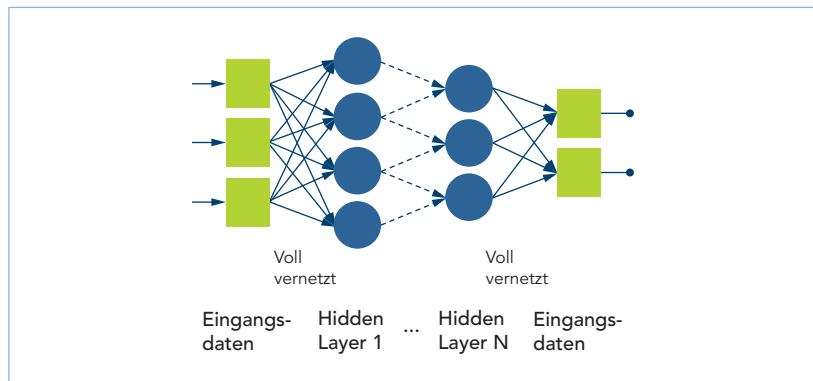 Voll
vernetzt
Voll
vernetzt
Eingangs-
daten
Hidden
Layer 1
...
Hidden
Layer N
Eingangs-
daten